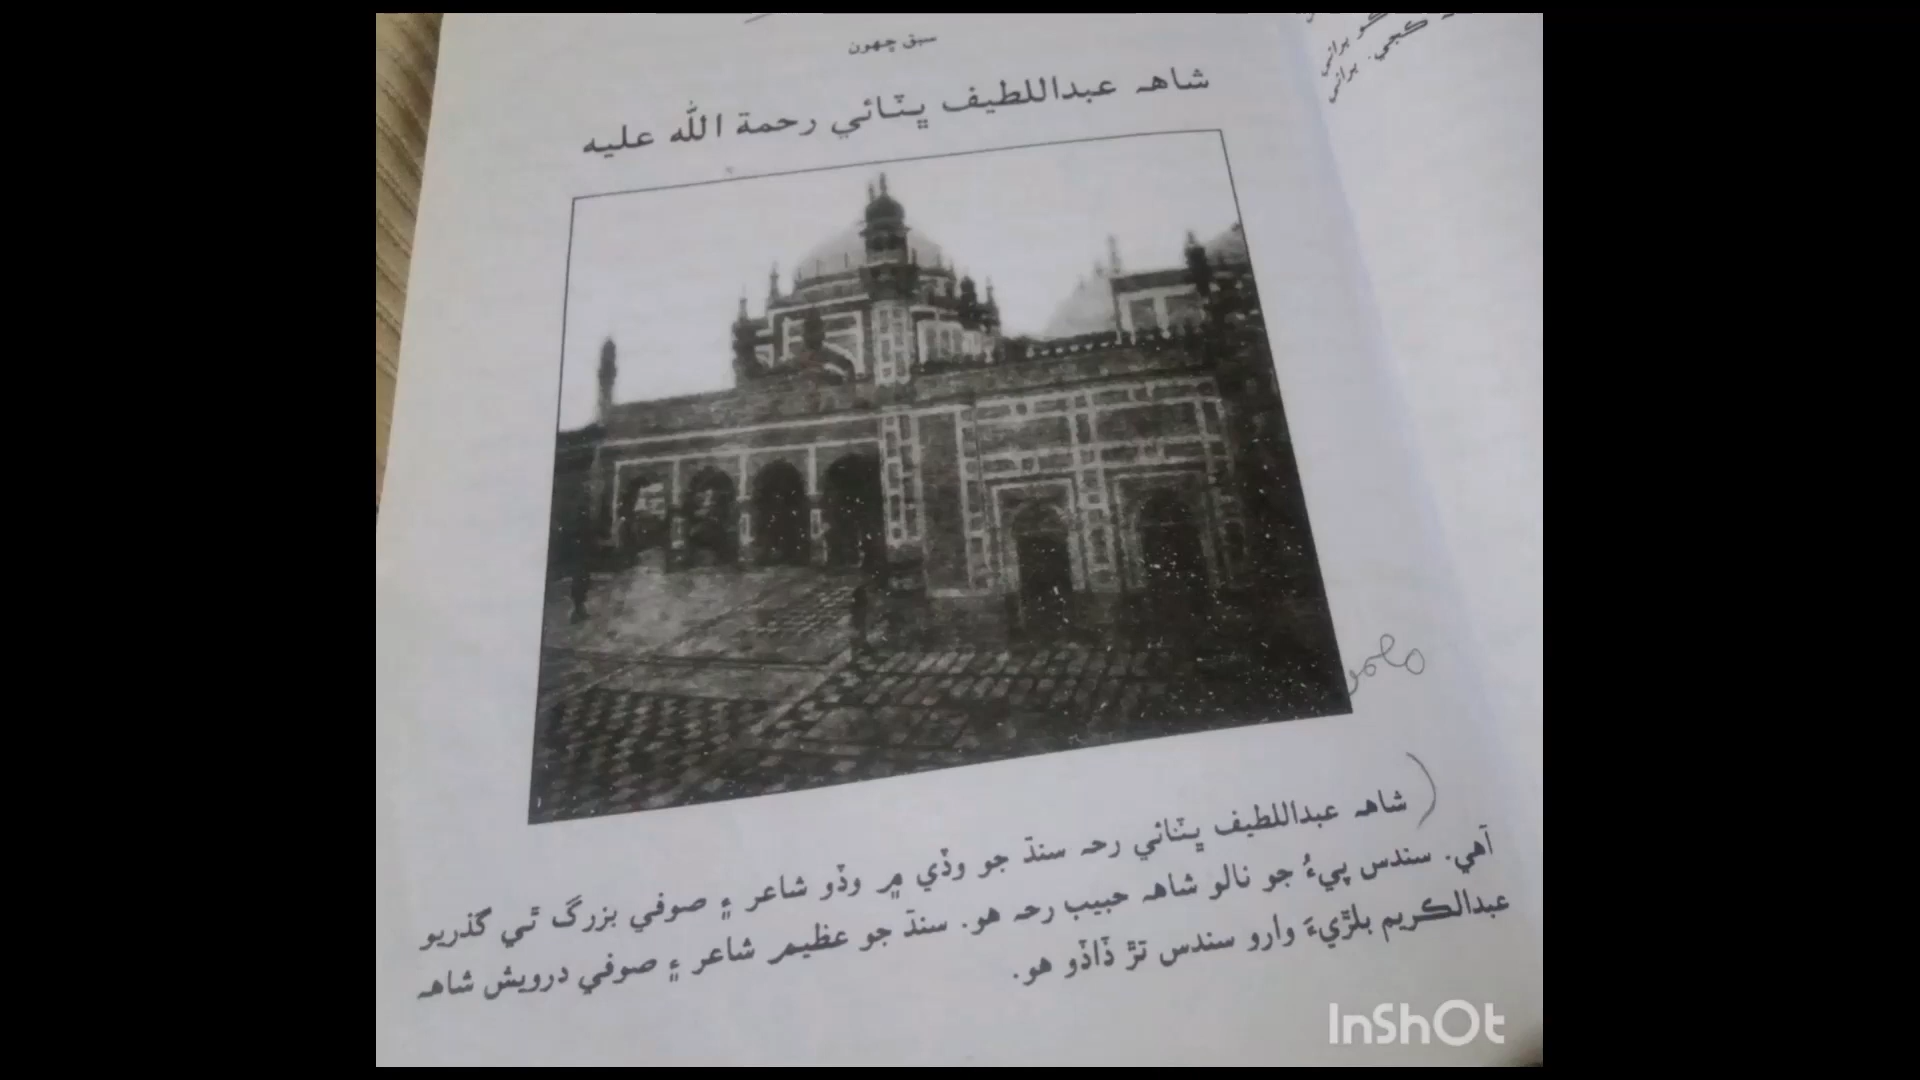 سبق ڇهون
شاهه عبداللطيف ڀٽائي رحمة الله عليه
شاهه عبداللطيف ڀٽائي رحه سنڌ جو وڏي ۾ وڏو شاعر ۽ صوفي بزرگ ٿي گذريو
آهي. سندس پيءُ جو نالو شاهه حبيب رحه هو. سنڌ جو عظيم شاعر ۽ صوفي درويش شاهه
عبدالڪريم بلڙيءَ وارو سندس تڙ ڏاڏو هو.
InShOt